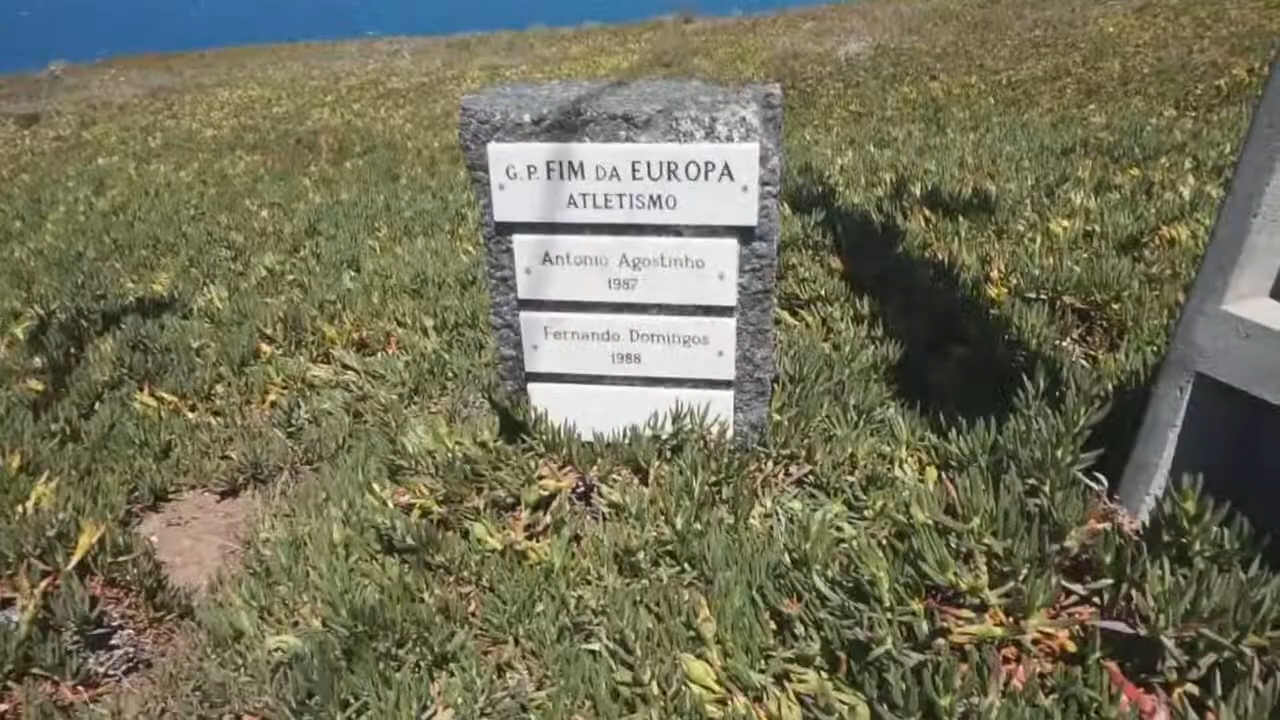 G. P. FIM DA EUROPA
ATLETISMO
Antonio Agostinho
1987
Fernando Domingos
1988